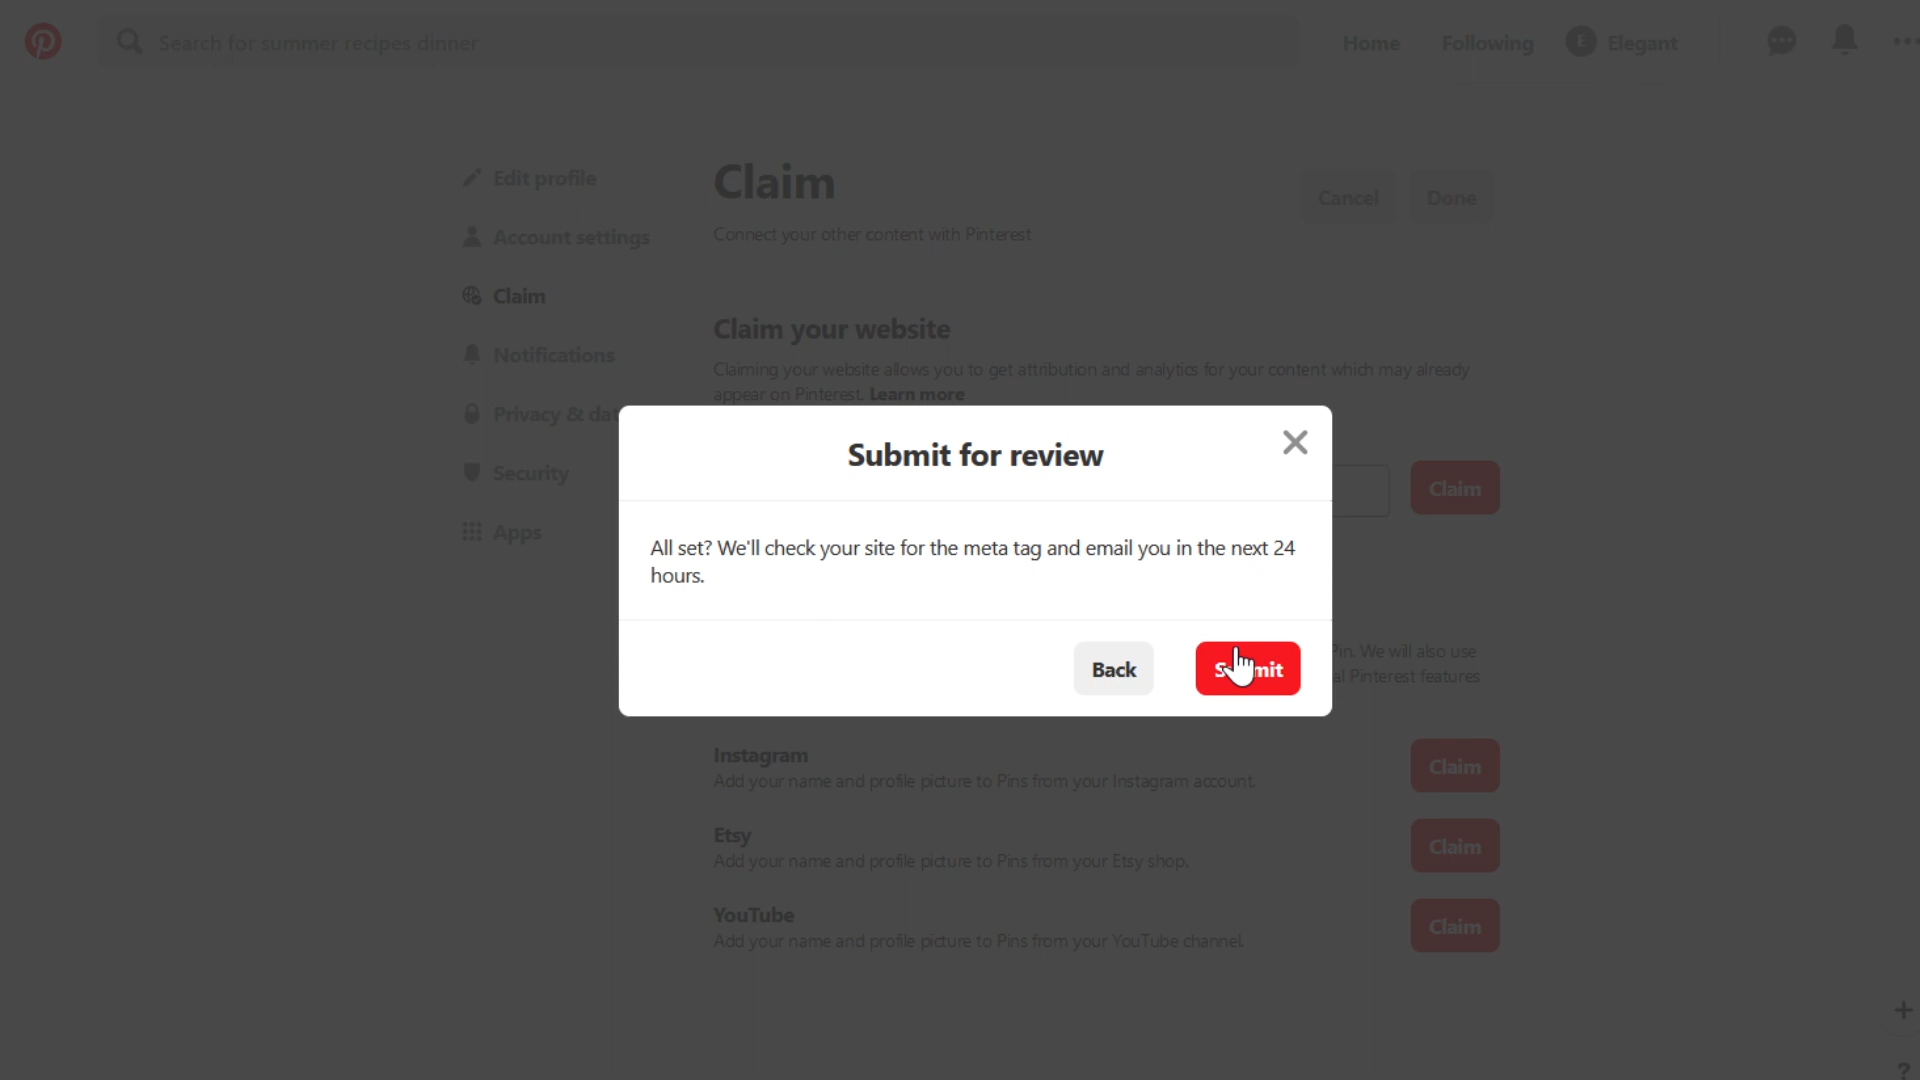 Search for summer recipes dinner
Home
Following
E
Elegant
Edit profile
Account settings
Claim
Notifications
Privacy & dat
Security
Apps
Claim
Connect your other content with Pinterest
Cancel
Done
Claim your website
Claiming your website allows you to get attribution and analytics for your content which may already
appear on Pinterest. Learn more
Claim
Submit for review
All set? We'll check your site for the meta tag and email you in the next 24
hours.
Back
Pin. We will also use
al Pinterest features
Instagram
Add your name and profile picture to Pins from your Instagram account.
Claim
Etsy
Add your name and profile picture to Pins from your Etsy shop.
Claim
YouTube
Add your name and profile picture to Pins from your YouTube channel.
Claim
?